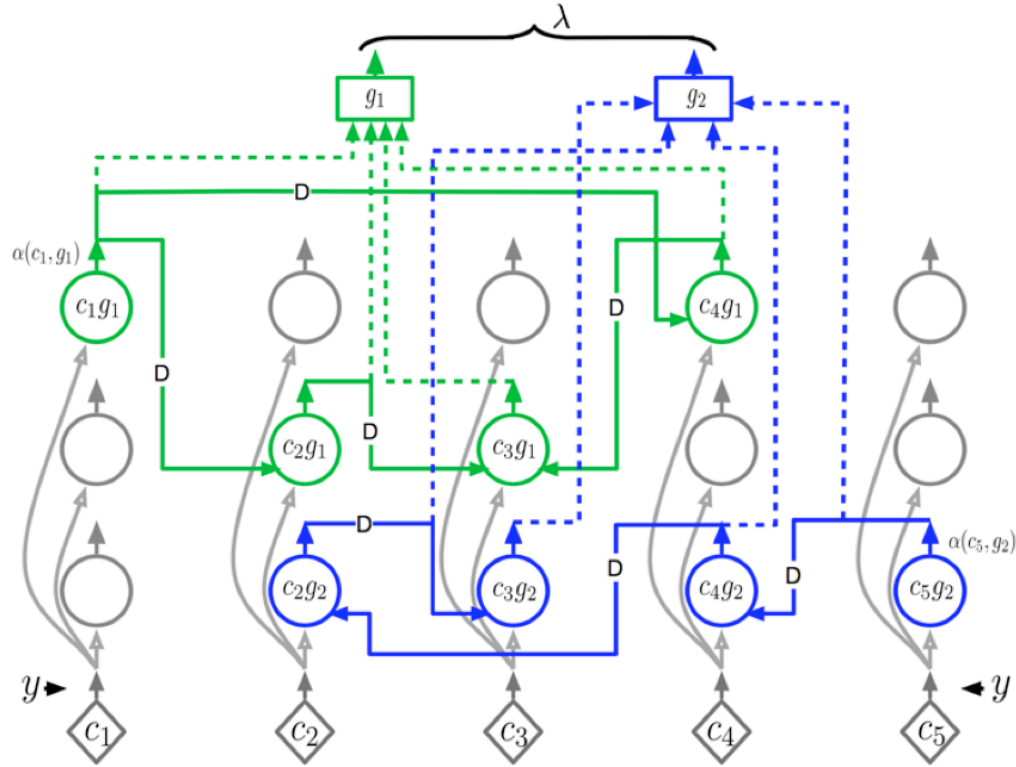 λ
g₁ g₂
D
α(c₁, g₁)
c₁g₁ D c₄g₁
D
D
c₂g₁ c₃g₁
D
α(c₅, g₂)
D D
c₂g₂ c₃g₂ c₄g₂ c₅g₂
y y
c₁ c₂ c₃ c₄ c₅